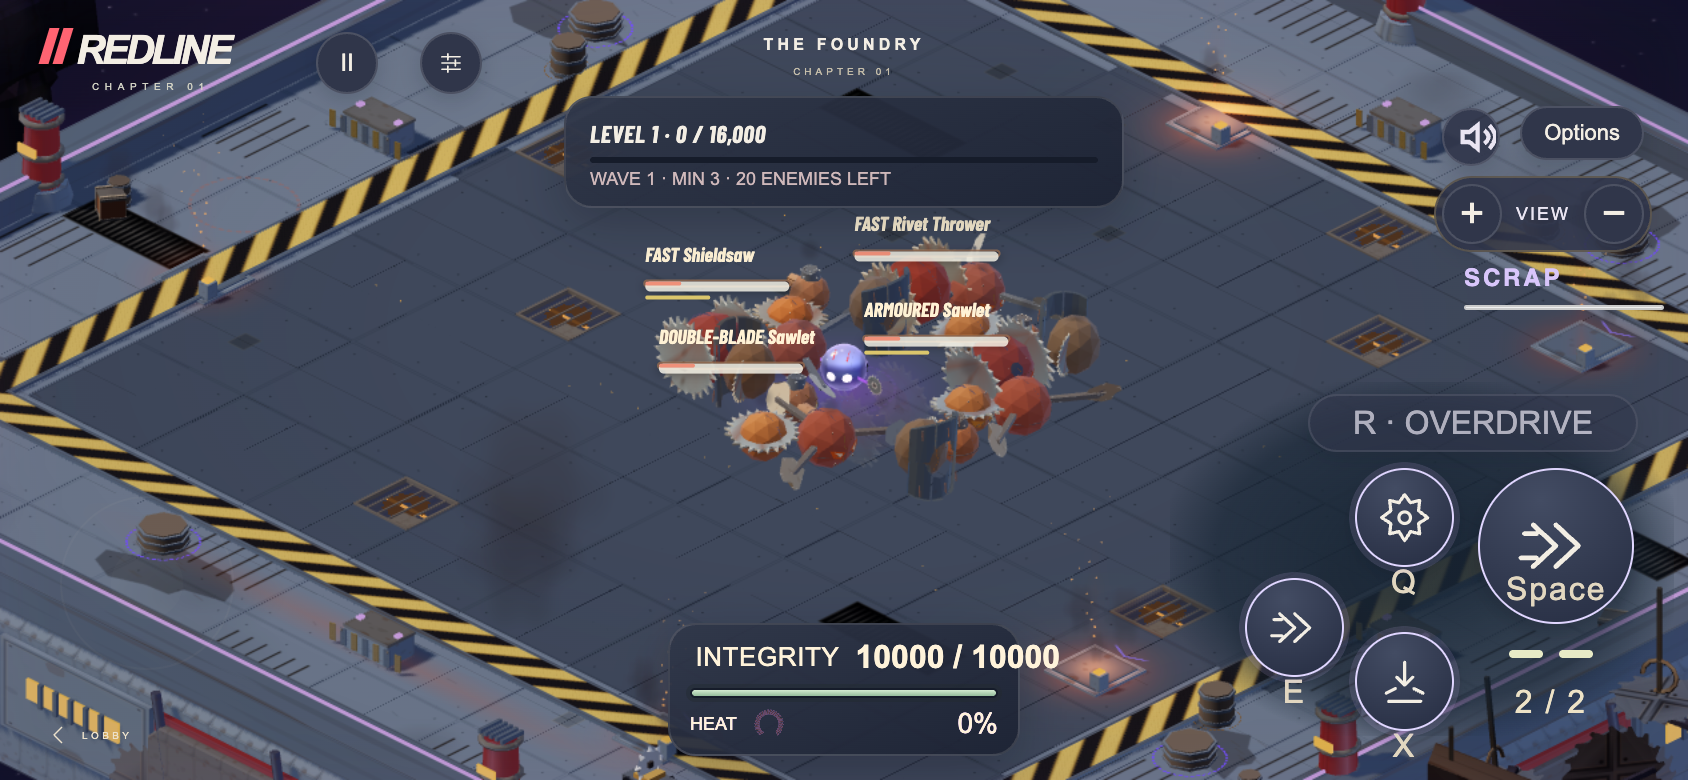 REDLINE
CHAPTER 01
THE FOUNDRY
CHAPTER 01
LEVEL 1 · 0 / 16,000
WAVE 1 · MIN 3 · 20 ENEMIES LEFT
Options
+ VIEW −
SCRAP
FAST Rivet Thrower
FAST Shieldsaw
ARMOURED Sawlet
DOUBLE-BLADE Sawlet
R · OVERDRIVE
Q
Space
E
X
2 / 2
INTEGRITY 10000 / 10000
HEAT 0%
LOBBY